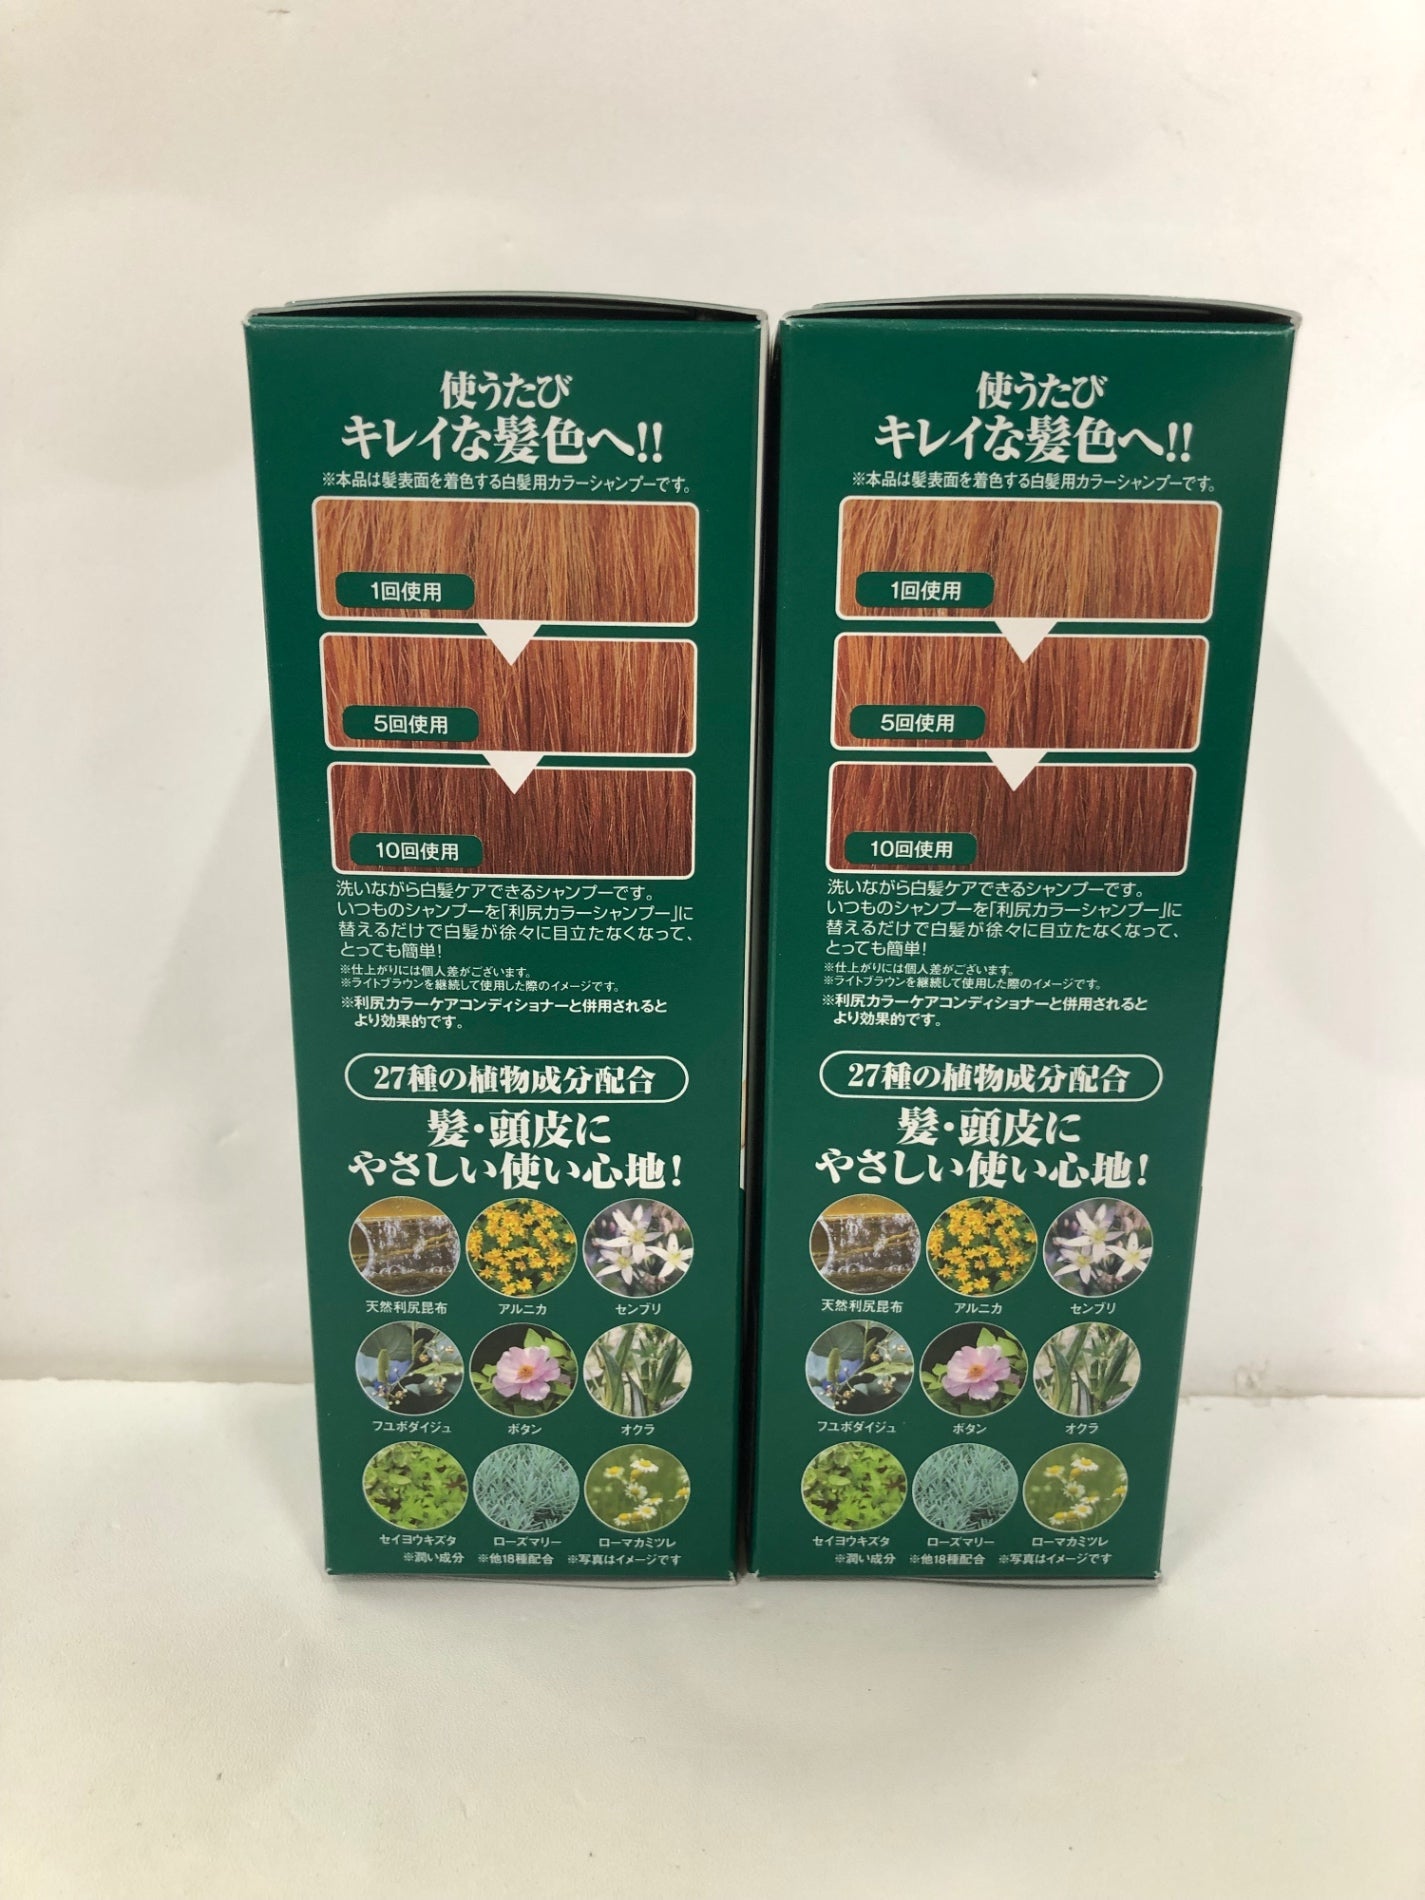 使うたび
キレイな髪色へ!!
※本品は髪表面を着色する白髪用カラーシャンプーです。
1回使用
5回使用
10回使用
洗いながら白髪ケアできるシャンプーです。
いつものシャンプーを「利尻カラーシャンプー」に
替えるだけで白髪が徐々に目立たなくなって、
とっても簡単!
※仕上がりには個人差がございます。
※ライトブラウンを継続して使用した際のイメージです。
※利尻カラーケアコンディショナーと併用されると
より効果的です。
27種の植物成分配合
髪・頭皮に
やさしい使い心地!
天然利尻昆布 アルニカ センブリ
フユボダイジュ ボタン オクラ
セイヨウキズタ ローズマリー ローマカミツレ
※潤い成分 ※他18種配合 ※写真はイメージです
使うたび
キレイな髪色へ!!
※本品は髪表面を着色する白髪用カラーシャンプーです。
1回使用
5回使用
10回使用
洗いながら白髪ケアできるシャンプーです。
いつものシャンプーを「利尻カラーシャンプー」に
替えるだけで白髪が徐々に目立たなくなって、
とっても簡単!
※仕上がりには個人差がございます。
※ライトブラウンを継続して使用した際のイメージです。
※利尻カラーケアコンディショナーと併用されると
より効果的です。
27種の植物成分配合
髪・頭皮に
やさしい使い心地!
天然利尻昆布 アルニカ センブリ
フユボダイジュ ボタン オクラ
セイヨウキズタ ローズマリー ローマカミツレ
※潤い成分 ※他18種配合 ※写真はイメージです